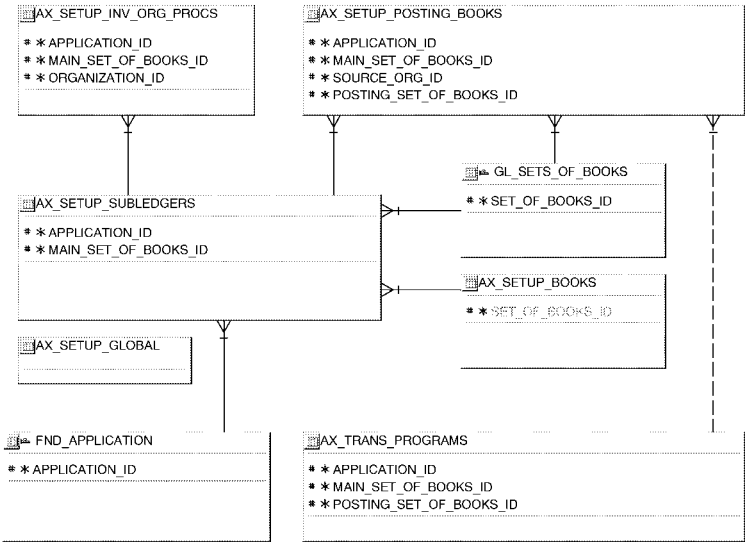 AX_SETUP_INV_ORG_PROCS
# * APPLICATION_ID
# * MAIN_SET_OF_BOOKS_ID
# * ORGANIZATION_ID
AX_SETUP_POSTING_BOOKS
# * APPLICATION_ID
# * MAIN_SET_OF_BOOKS_ID
# * SOURCE_ORG_ID
# * POSTING_SET_OF_BOOKS_ID
GL_SETS_OF_BOOKS
# * SET_OF_BOOKS_ID
AX_SETUP_SUBLEDGERS
# * APPLICATION_ID
# * MAIN_SET_OF_BOOKS_ID
AX_SETUP_BOOKS
# * SET_OF_BOOKS_ID
AX_SETUP_GLOBAL
FND_APPLICATION
# * APPLICATION_ID
AX_TRANS_PROGRAMS
# * APPLICATION_ID
# * MAIN_SET_OF_BOOKS_ID
# * POSTING_SET_OF_BOOKS_ID